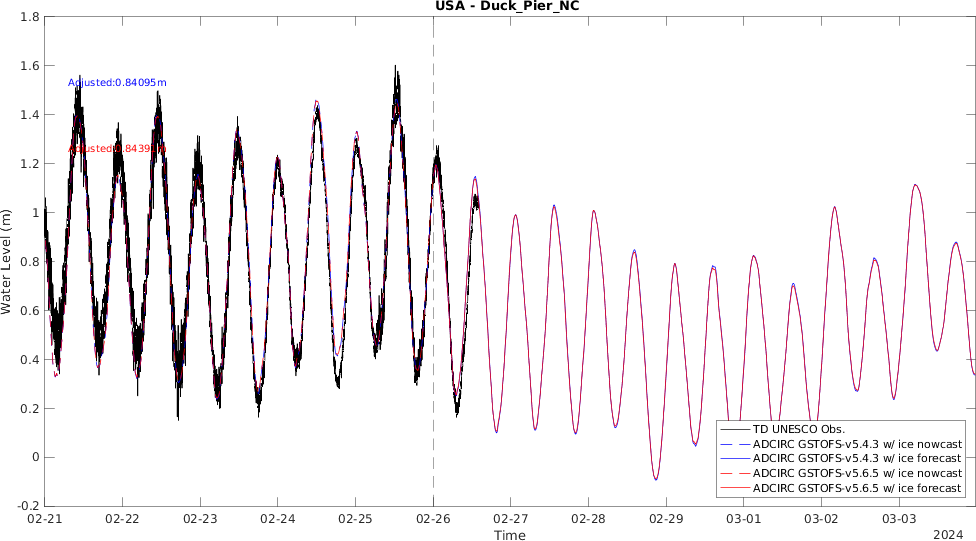 USA - Duck_Pier_NC
1.8
1.6
1.4
1.2
1
0.8
0.6
0.4
0.2
0
-0.2
Water Level (m)
Adjusted:0.84095m
02-21 02-22 02-23 02-24 02-25 02-26 02-27 02-28 02-29 03-01 03-02 03-03
Time
2024
TD UNESCO Obs.
ADCIRC GSTOFS-v5.4.3 w/ ice nowcast
ADCIRC GSTOFS-v5.4.3 w/ ice forecast
ADCIRC GSTOFS-v5.6.5 w/ ice nowcast
ADCIRC GSTOFS-v5.6.5 w/ ice forecast